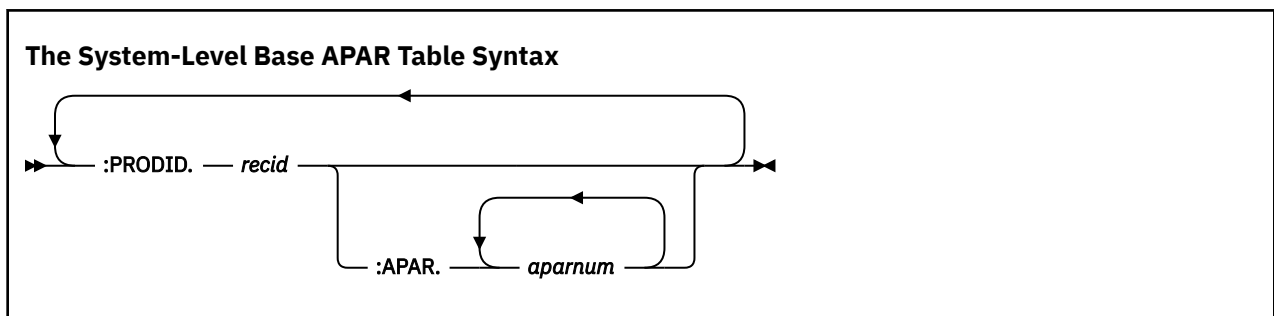 The System-Level Base APAR Table Syntax
:PRODID. recid
:APAR. aparnum